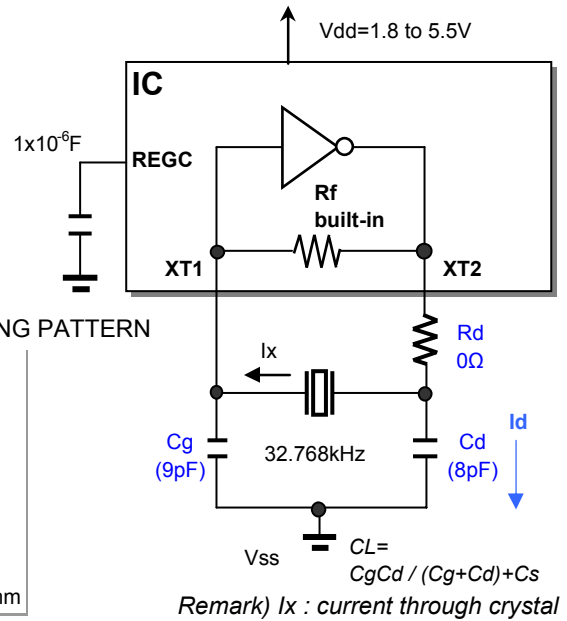 Vdd=1.8 to 5.5V
IC
1x10⁻⁶F
REGC
Rf
built-in
XT1
XT2
NG PATTERN
Rd
0Ω
Ix
Id
Cg
(9pF)
32.768kHz
Cd
(8pF)
Vss
CL=
CgCd / (Cg+Cd)+Cs
Remark) Ix : current through crystal